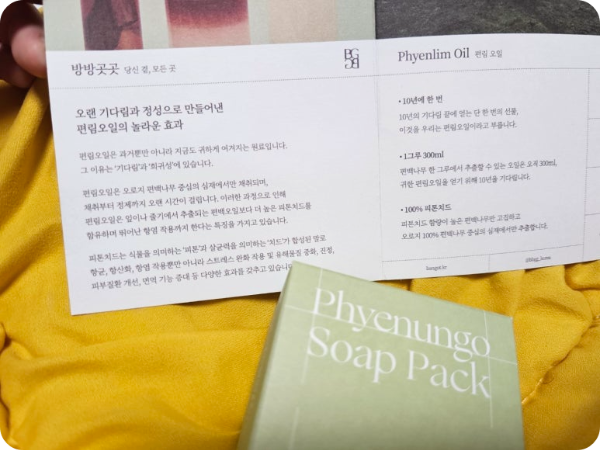 방방곳곳 당신 곁, 모든 곳
오랜 기다림과 정성으로 만들어낸
편림오일의 놀라운 효과
편림오일은 과거뿐만 아니라 지금도 귀하게 여겨지는 원료입니다.
그 이유는 '기다림'과 '희귀성'에 있습니다.
편림오일은 오로지 편백나무 중심의 심재에서만 채취되며,
채취부터 정제까지 오랜 시간이 걸립니다. 이러한 과정으로 인해
편림오일은 잎이나 줄기에서 추출되는 편백오일보다 더 높은 피톤치드를
함유하며 뛰어난 항염 작용까지 한다는 특징을 가지고 있습니다.
피톤치드는 식물을 의미하는 '피톤'과 살균력을 의미하는 '치드'가 합성된 말로
항균, 항산화, 항염 작용뿐만 아니라 스트레스 완화 작용 및 유해물질 중화, 진정,
피부질환 개선, 면역 기능 증대 등 다양한 효과를 갖추고 있습니
Phyenlim Oil 편림 오일
• 10년에 한 번
10년의 기다림 끝에 얻는 단 한 번의 선물,
이것을 우리는 편림오일이라고 부릅니다.
• 1그루 300ml
편백나무 한 그루에서 추출할 수 있는 오일은 오직 300ml,
귀한 편림오일을 얻기 위해 10년을 기다립니다.
• 100% 피톤치드
피톤치드 함량이 높은 편백나무만 고집하고
오로지 100% 편백나무 중심의 심재에서만 추출합니다.
Phyenungo
Soap Pack